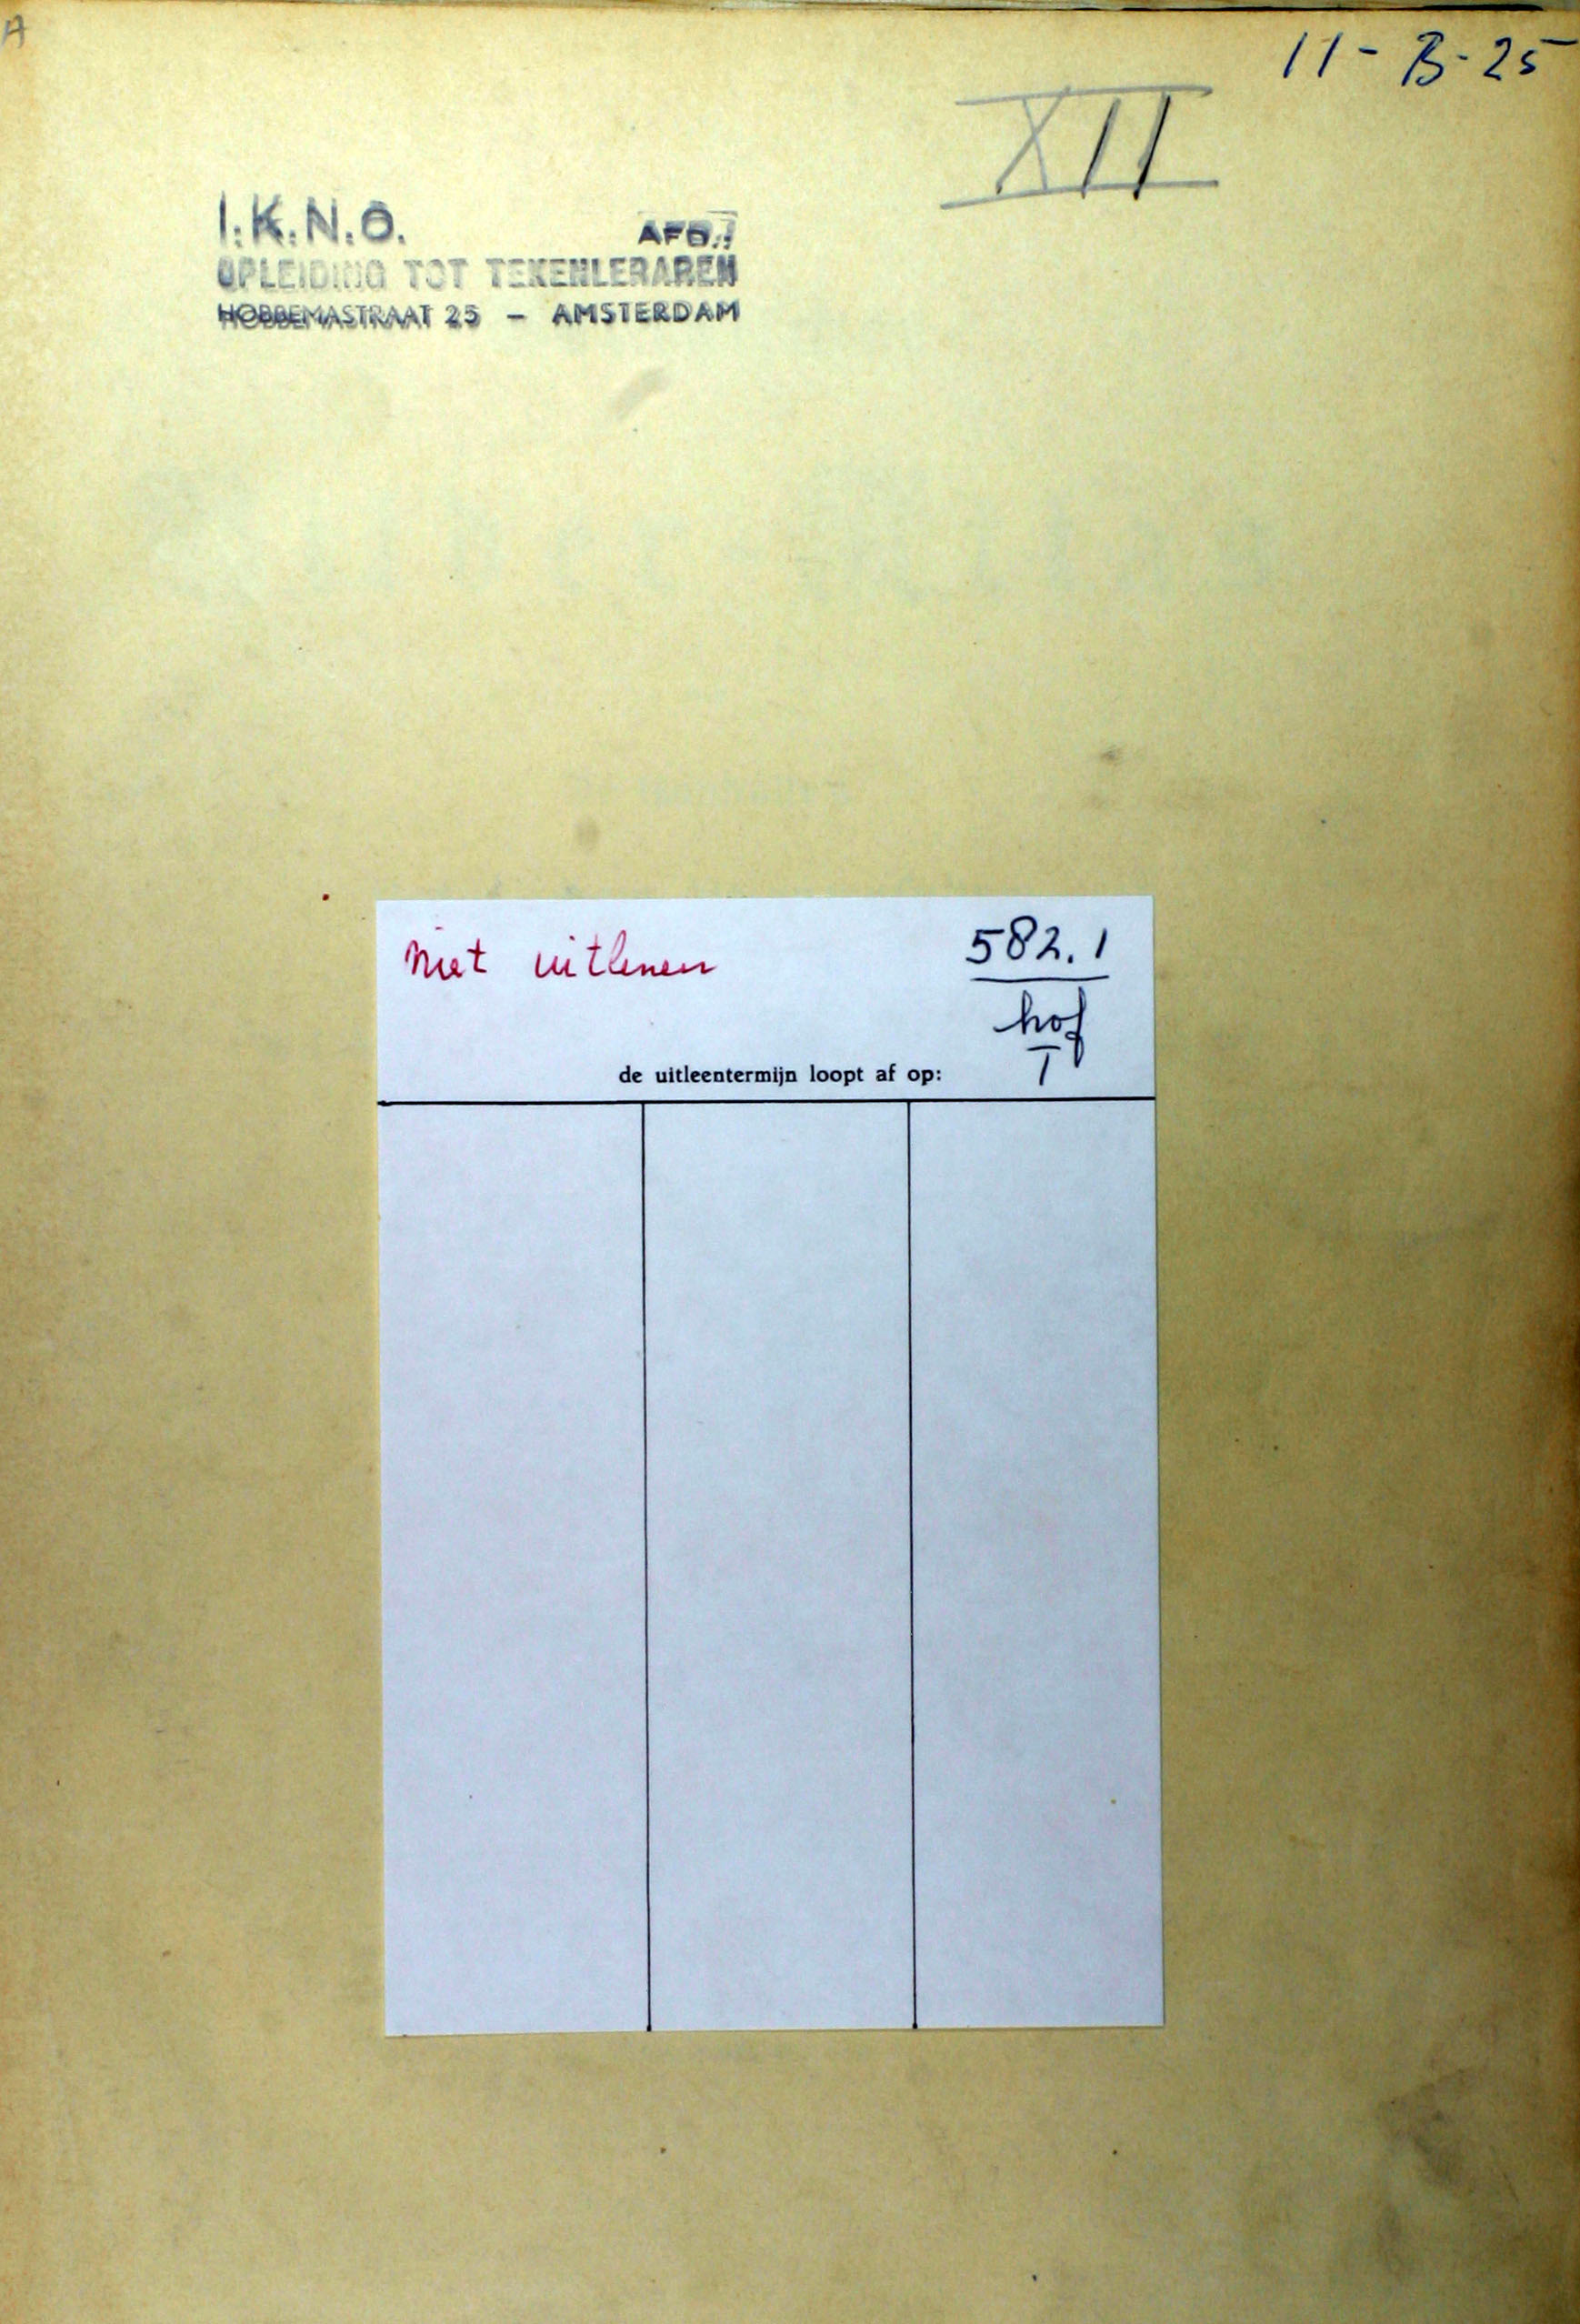 A
11-B-25
XII
I.K.N.O. AFD.:
OPLEIDING TOT TEKENLERAREN
HOBBEMASTRAAT 25 - AMSTERDAM
niet uitlenen
582.1
hof
T
de uitleentermijn loopt af op: